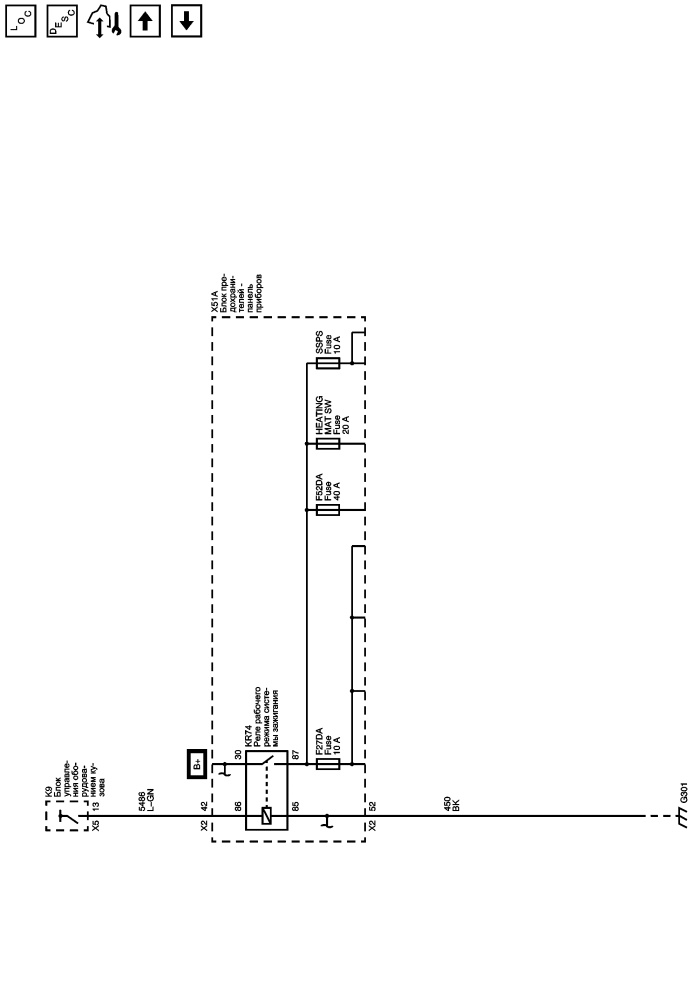 LOC
DESC
X51A
Блок пре-
дохрани-
телей -
панель
приборов
SSPS
Fuse
10 A
HEATING
MAT SW
Fuse
20 A
F52DA
Fuse
40 A
KR74
Реле рабочего
режима систе-
мы зажигания
F27DA
Fuse
10 A
B+
30
87
K9
Блок
управле-
ния обо-
рудова-
нием ку-
зова
13
X5
5486
L-GN
42
X2
86
85
52
X2
450
BK
G301